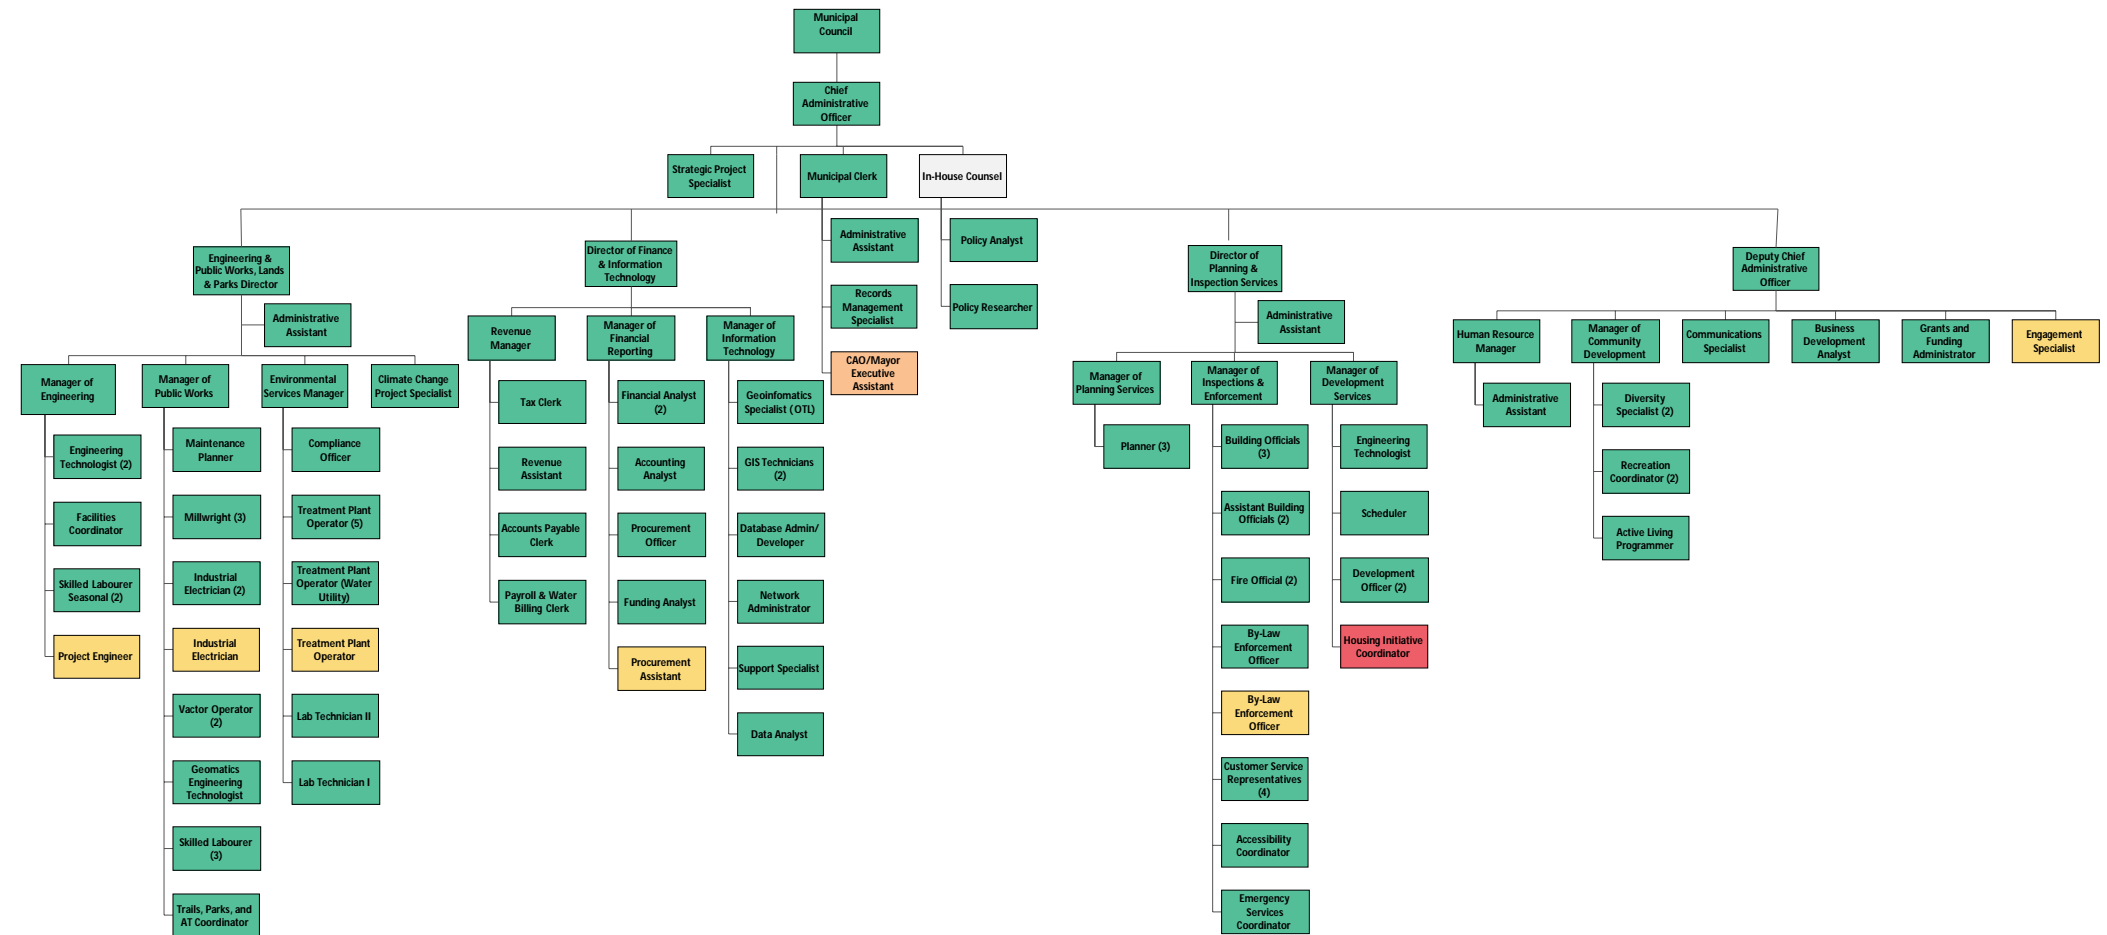 Municipal
Council
Chief
Administrative
Officer
Strategic Project
Specialist
Municipal Clerk
In-House Counsel
Administrative
Assistant
Records
Management
Specialist
CAO/Mayor
Executive
Assistant
Policy Analyst
Policy Researcher
Engineering &
Public Works, Lands
& Parks Director
Administrative
Assistant
Manager of
Engineering
Engineering
Technologist (2)
Facilities
Coordinator
Skilled Labourer
Seasonal (2)
Project Engineer
Manager of
Public Works
Maintenance
Planner
Millwright (3)
Industrial
Electrician (2)
Industrial
Electrician
Vactor Operator
(2)
Geomatics
Engineering
Technologist
Skilled Labourer
(3)
Trails, Parks, and
AT Coordinator
Environmental
Services Manager
Compliance
Officer
Treatment Plant
Operator (5)
Treatment Plant
Operator (Water
Utility)
Treatment Plant
Operator
Lab Technician II
Lab Technician I
Climate Change
Project Specialist
Director of Finance
& Information
Technology
Revenue
Manager
Tax Clerk
Revenue
Assistant
Accounts Payable
Clerk
Payroll & Water
Billing Clerk
Manager of
Financial
Reporting
Financial Analyst
(2)
Accounting
Analyst
Procurement
Officer
Funding Analyst
Procurement
Assistant
Manager of
Information
Technology
Geoinfomatics
Specialist (OTL)
GIS Technicians
(2)
Database Admin/
Developer
Network
Administrator
Support Specialist
Data Analyst
Director of
Planning &
Inspection Services
Administrative
Assistant
Manager of
Planning Services
Planner (3)
Manager of
Inspections &
Enforcement
Building Officials
(3)
Assistant Building
Officials (2)
Fire Official (2)
By-Law
Enforcement
Officer
By-Law
Enforcement
Officer
Customer Service
Representatives
(4)
Accessibility
Coordinator
Emergency
Services
Coordinator
Manager of
Development
Services
Engineering
Technologist
Scheduler
Development
Officer (2)
Housing Initiative
Coordinator
Deputy Chief
Administrative
Officer
Human Resource
Manager
Administrative
Assistant
Manager of
Community
Development
Diversity
Specialist (2)
Recreation
Coordinator (2)
Active Living
Programmer
Communications
Specialist
Business
Development
Analyst
Grants and
Funding
Administrator
Engagement
Specialist